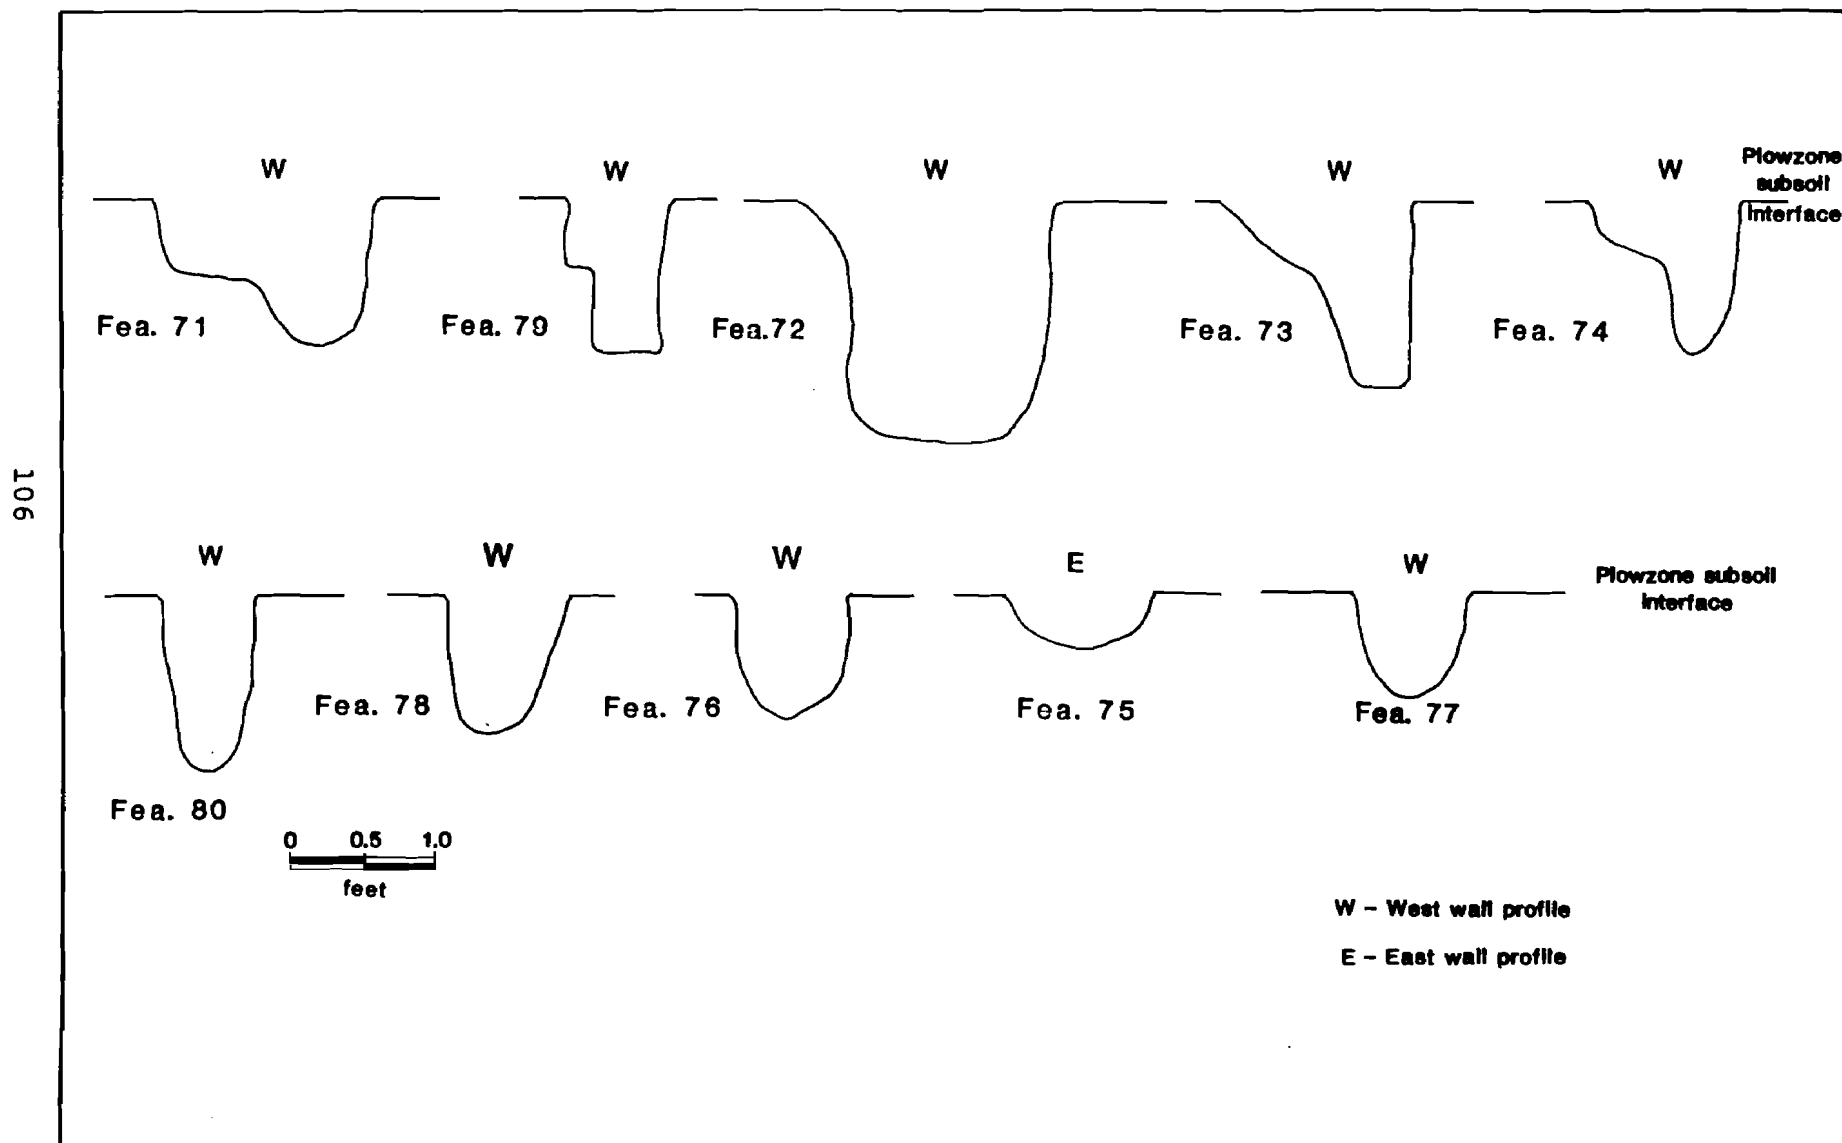 W W W W W
Plowzone
subsoil
interface
Fea. 71 Fea. 79 Fea.72 Fea. 73 Fea. 74
106
W W W E W
Plowzone subsoil
interface
Fea. 78 Fea. 76 Fea. 75 Fea. 77
Fea. 80
0 0.5 1.0
feet
W – West wall profile
E – East wall profile